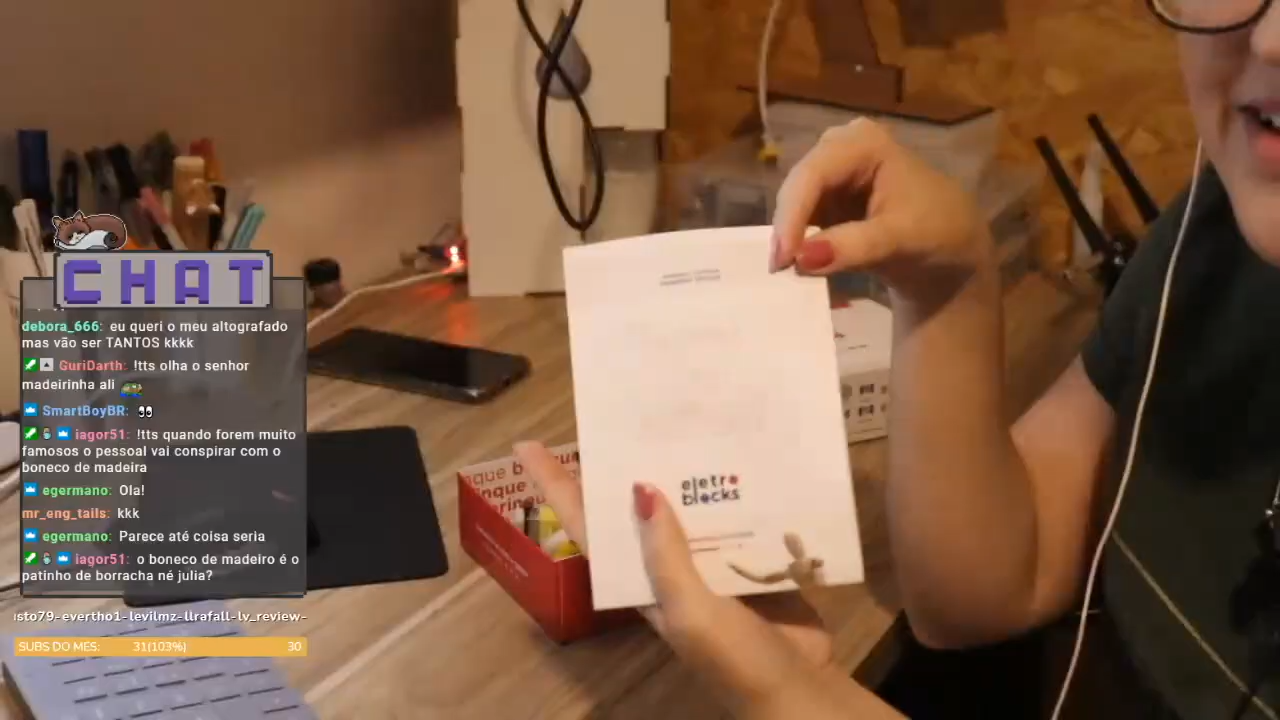 CHAT
debora_666: eu queri o meu altografado
mas vão ser TANTOS kkkk
GuriDarth: !tts olha o senhor
madeirinha ali
SmartBoyBR:
iagor51: !tts quando forem muito
famosos o pessoal vai conspirar com o
boneco de madeira
egermano: Ola!
mr_eng_tails: kkk
egermano: Parece até coisa seria
iagor51: o boneco de madeiro é o
patinho de borracha né julia?
isto79-evertho1-levilmz-llrafall-lv_review-
SUBS DO MÊS: 31(103%) 30
eletro
blocks